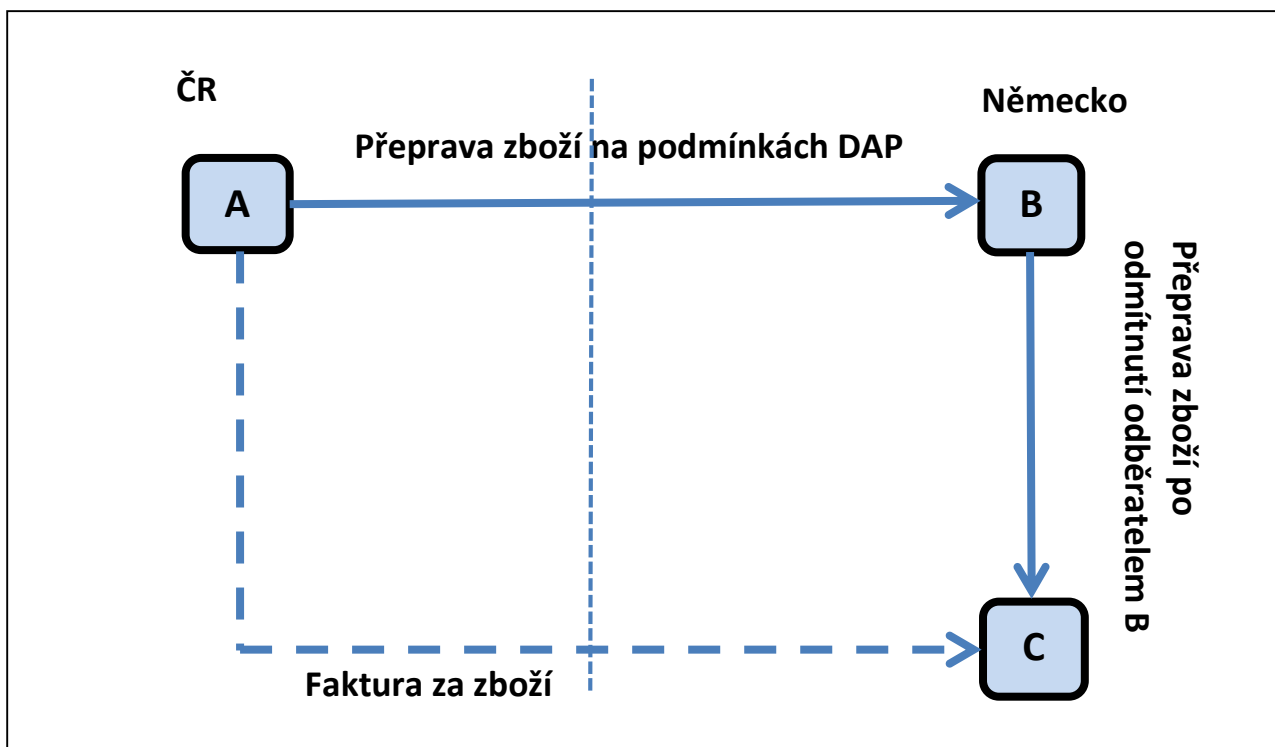 ČR
Německo
Přeprava zboží na podmínkách DAP
A
B
Přeprava zboží po
odmítnutí odběratelem B
C
Faktura za zboží